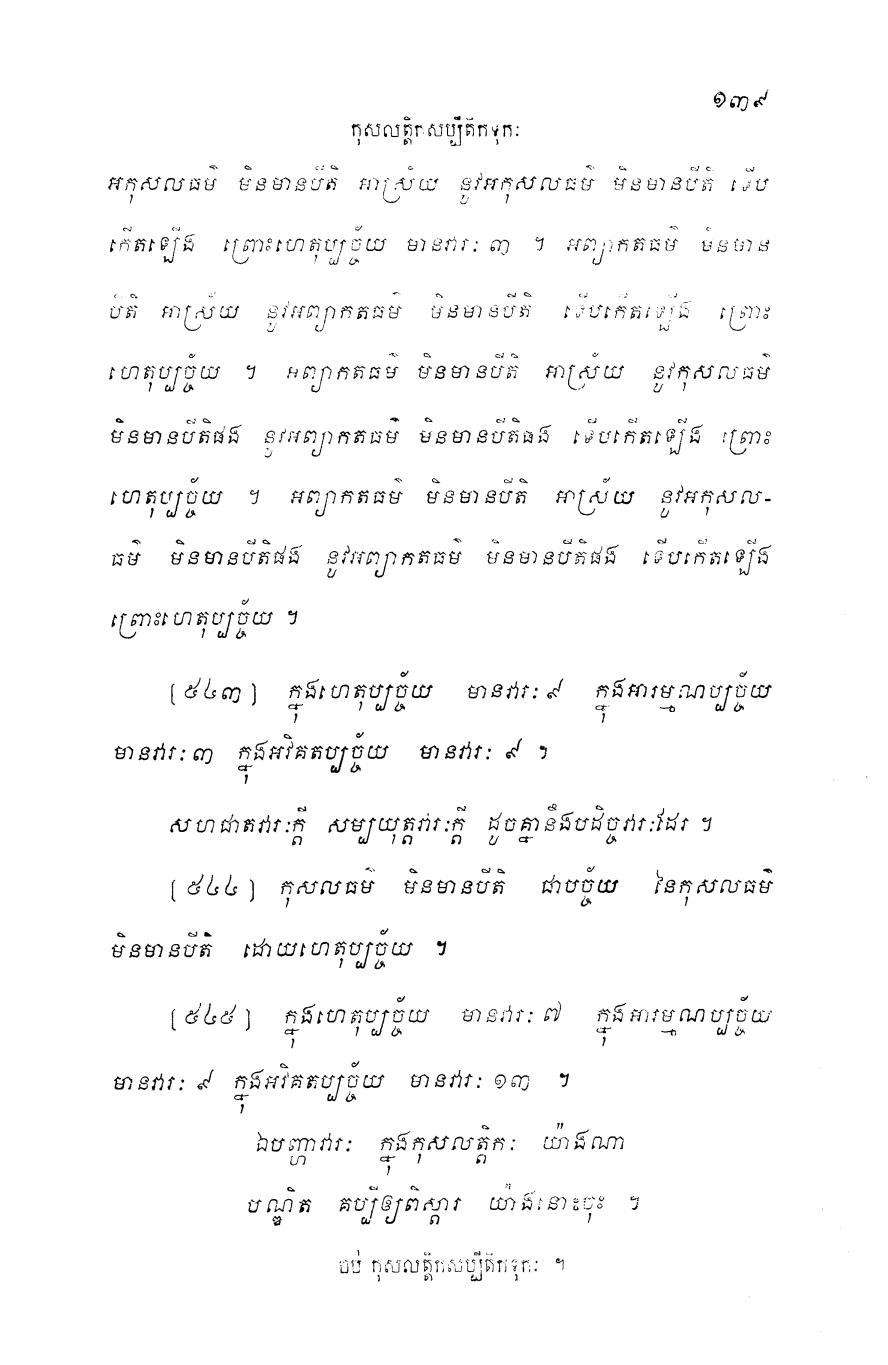 ១៣៩
កុសលត្តិកសប្បីតិកទុកៈ
អកុសលធម៌ មិនមានបីតិ អាស្រ័យ នូវអកុសលធម៌ មិនមានបីតិ ទើប
កើតឡើង ព្រោះហេតុប្បច្ច័យ មានវារៈ ៣ ។ អព្យាកតធម៌ មិនមាន
បីតិ អាស្រ័យ នូវអព្យាកតធម៌ មិនមានបីតិ ទើបកើតឡើង ព្រោះ
ហេតុប្បច្ច័យ ។ អព្យាកតធម៌ មិនមានបីតិ អាស្រ័យ នូវកុសលធម៌
មិនមានបីតិផង នូវអព្យាកតធម៌ មិនមានបីតិផង ទើបកើតឡើង ព្រោះ
ហេតុប្បច្ច័យ ។ អព្យាកតធម៌ មិនមានបីតិ អាស្រ័យ នូវអកុសល-
ធម៌ មិនមានបីតិផង នូវអព្យាកតធម៌ មិនមានបីតិផង ទើបកើតឡើង
ព្រោះហេតុប្បច្ច័យ ។
[ ៥៤៣ ] ក្នុងហេតុប្បច្ច័យ មានវារៈ ៩ ក្នុងអារម្មណប្បច្ច័យ
មានវារៈ ៣ ក្នុងអវិគតប្បច្ច័យ មានវារៈ ៩ ។
សហជាតវារៈក្តី សម្បយុត្តវារៈក្តី ដូចគ្នានឹងបដិច្ចវារៈដែរ ។
[ ៥៤៤ ] កុសលធម៌ មិនមានបីតិ ជាបច្ច័យ នៃកុសលធម៌
មិនមានបីតិ ដោយហេតុប្បច្ច័យ ។
[ ៥៤៥ ] ក្នុងហេតុប្បច្ច័យ មានវារៈ ៧ ក្នុងអារម្មណប្បច្ច័យ
មានវារៈ ៩ ក្នុងអវិគតប្បច្ច័យ មានវារៈ ១៣ ។
ឯបញ្ហាវារៈ ក្នុងកុសលត្តិកៈ យ៉ាងណា
បណ្ឌិត គប្បីឲ្យពិស្តារ យ៉ាងនោះចុះ ។
ចប់ កុសលត្តិកសប្បីតិកទុកៈ ។